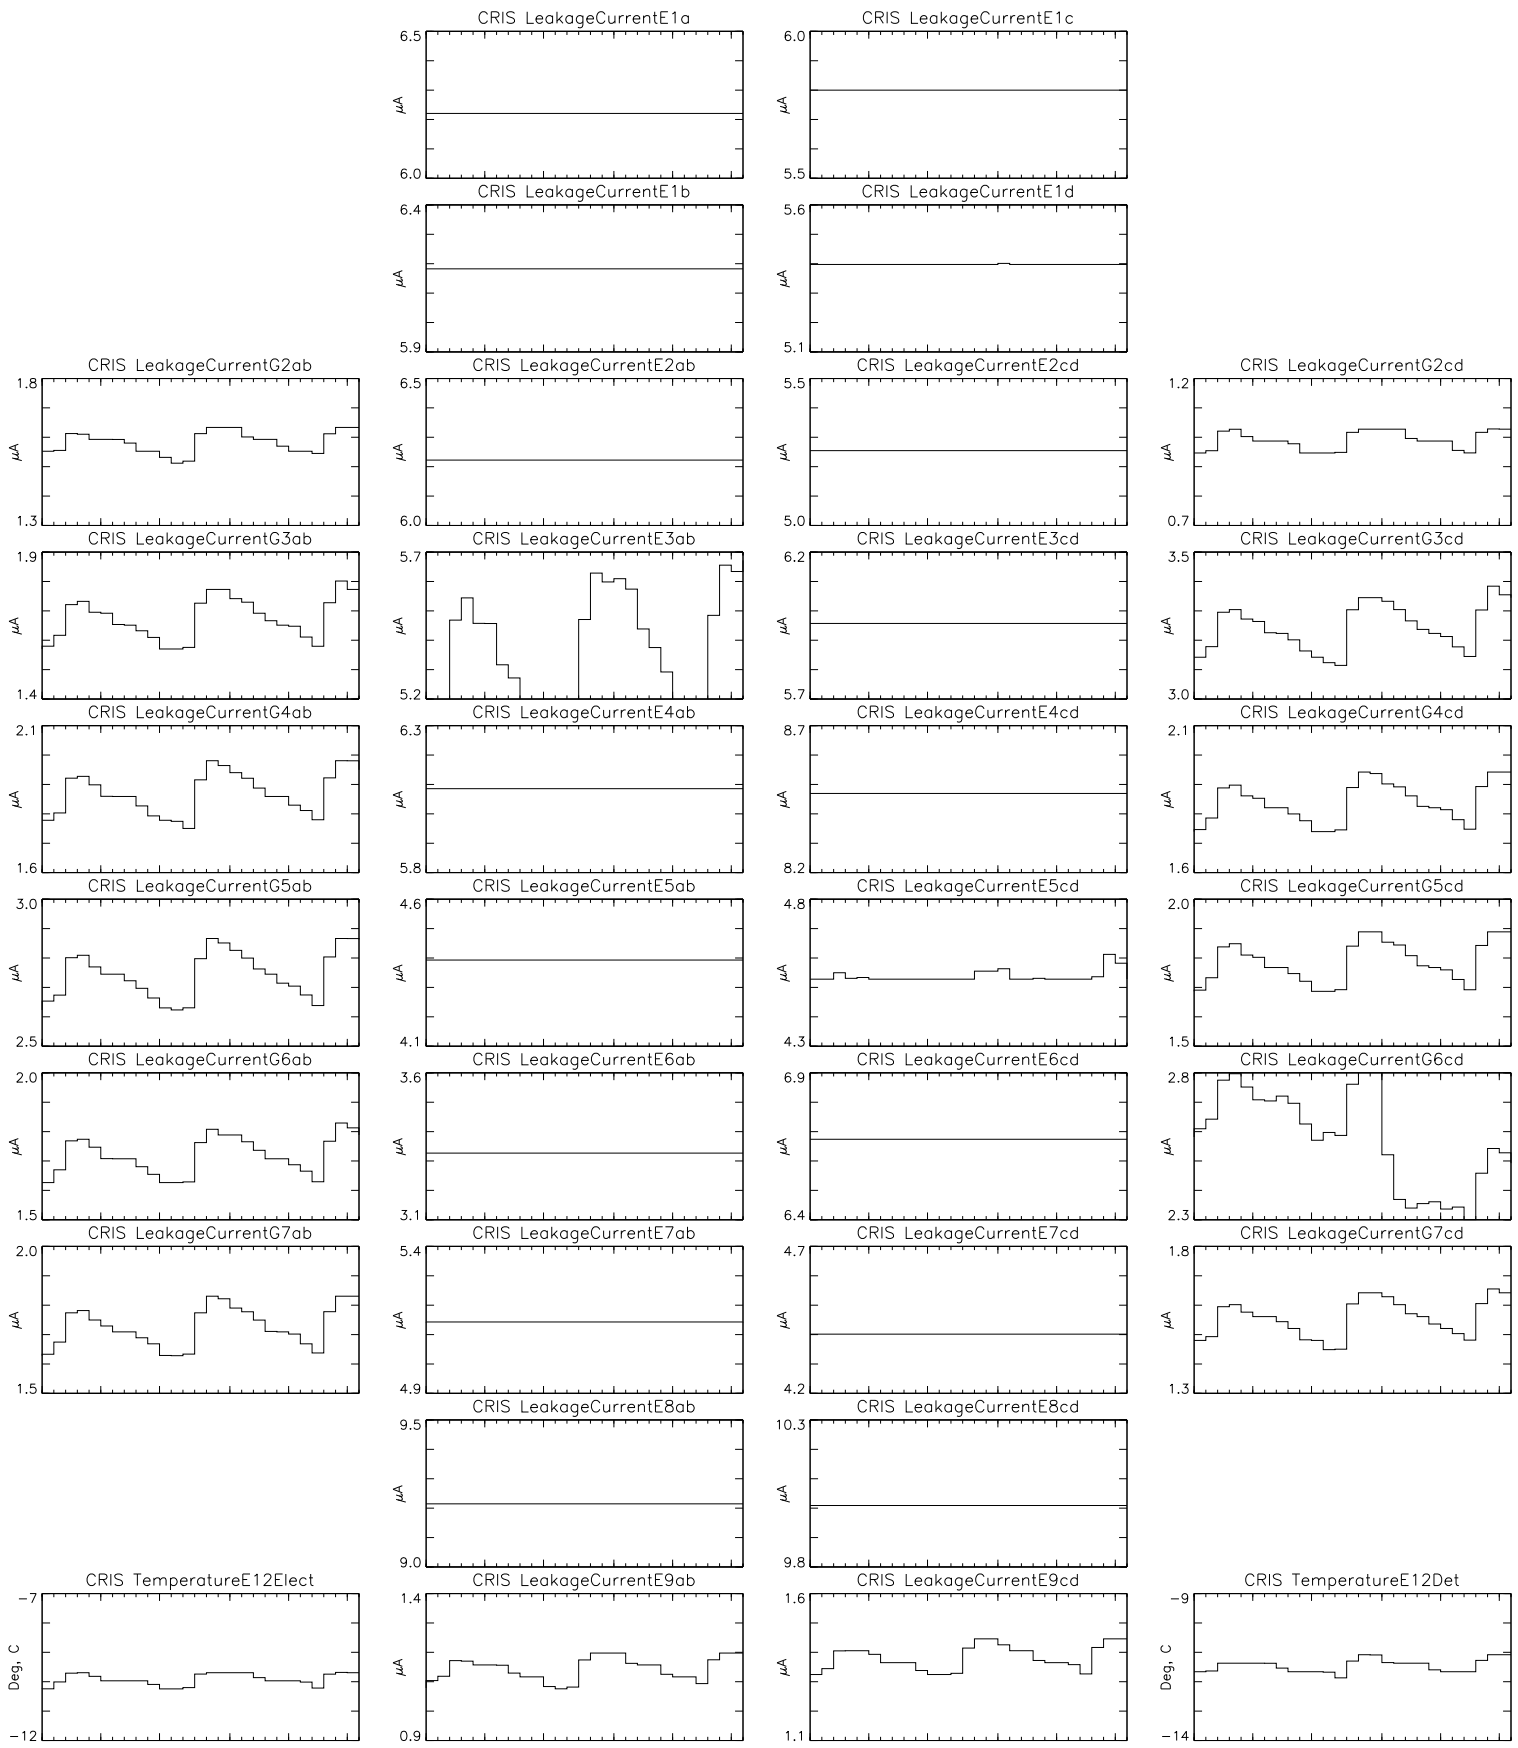 CRIS LeakageCurrentE1a
CRIS LeakageCurrentE1c
6.5
6.0
μA
μA
6.0
5.5
CRIS LeakageCurrentE1b
CRIS LeakageCurrentE1d
6.4
5.6
μA
μA
5.9
5.1
CRIS LeakageCurrentG2ab
CRIS LeakageCurrentE2ab
CRIS LeakageCurrentE2cd
CRIS LeakageCurrentG2cd
1.8
6.5
5.5
1.2
μA
μA
μA
μA
1.3
6.0
5.0
0.7
CRIS LeakageCurrentG3ab
CRIS LeakageCurrentE3ab
CRIS LeakageCurrentE3cd
CRIS LeakageCurrentG3cd
1.9
5.7
6.2
3.5
μA
μA
μA
μA
1.4
5.2
5.7
3.0
CRIS LeakageCurrentG4ab
CRIS LeakageCurrentE4ab
CRIS LeakageCurrentE4cd
CRIS LeakageCurrentG4cd
2.1
6.3
8.7
2.1
μA
μA
μA
μA
1.6
5.8
8.2
1.6
CRIS LeakageCurrentG5ab
CRIS LeakageCurrentE5ab
CRIS LeakageCurrentE5cd
CRIS LeakageCurrentG5cd
3.0
4.6
4.8
2.0
μA
μA
μA
μA
2.5
4.1
4.3
1.5
CRIS LeakageCurrentG6ab
CRIS LeakageCurrentE6ab
CRIS LeakageCurrentE6cd
CRIS LeakageCurrentG6cd
2.0
3.6
6.9
2.8
μA
μA
μA
μA
1.5
3.1
6.4
2.3
CRIS LeakageCurrentG7ab
CRIS LeakageCurrentE7ab
CRIS LeakageCurrentE7cd
CRIS LeakageCurrentG7cd
2.0
5.4
4.7
1.8
μA
μA
μA
μA
1.5
4.9
4.2
1.3
CRIS LeakageCurrentE8ab
CRIS LeakageCurrentE8cd
9.5
10.3
μA
μA
9.0
9.8
CRIS TemperatureE12Elect
CRIS LeakageCurrentE9ab
CRIS LeakageCurrentE9cd
CRIS TemperatureE12Det
-7
1.4
1.6
-9
Deg, C
μA
μA
Deg, C
-12
0.9
1.1
-14